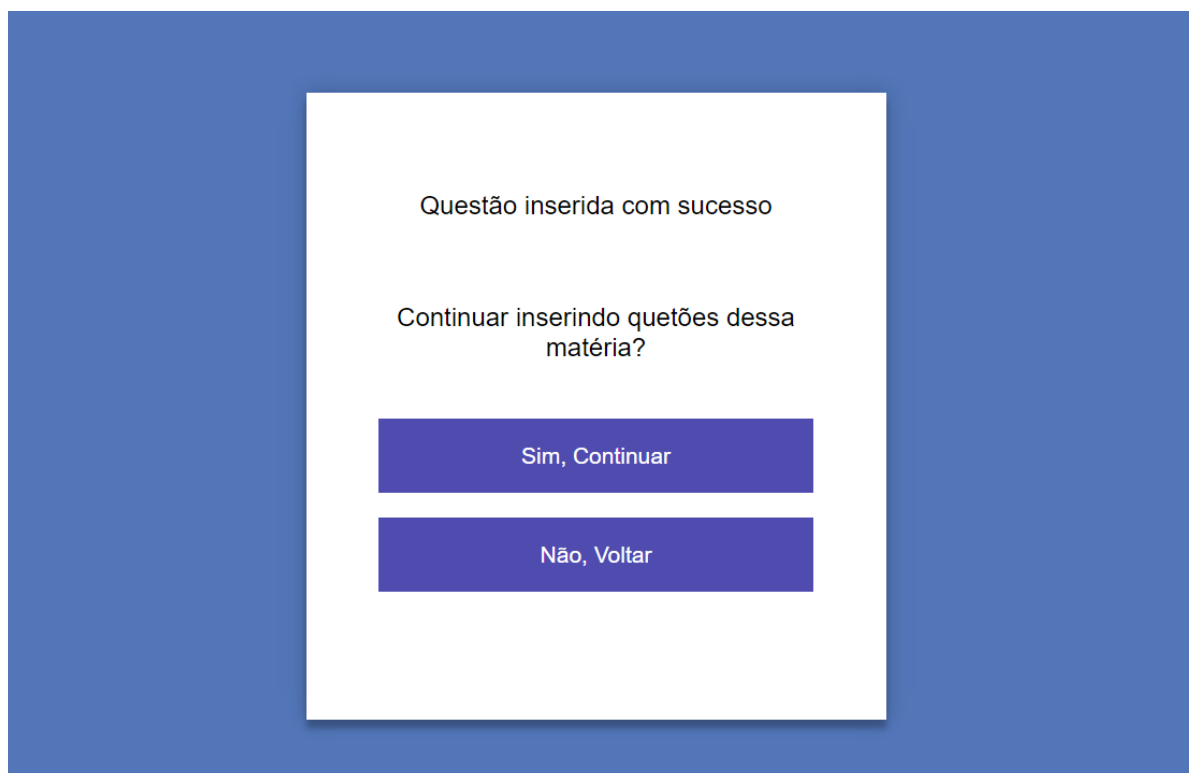 Questão inserida com sucesso
Continuar inserindo quetões dessa
matéria?
Sim, Continuar
Não, Voltar